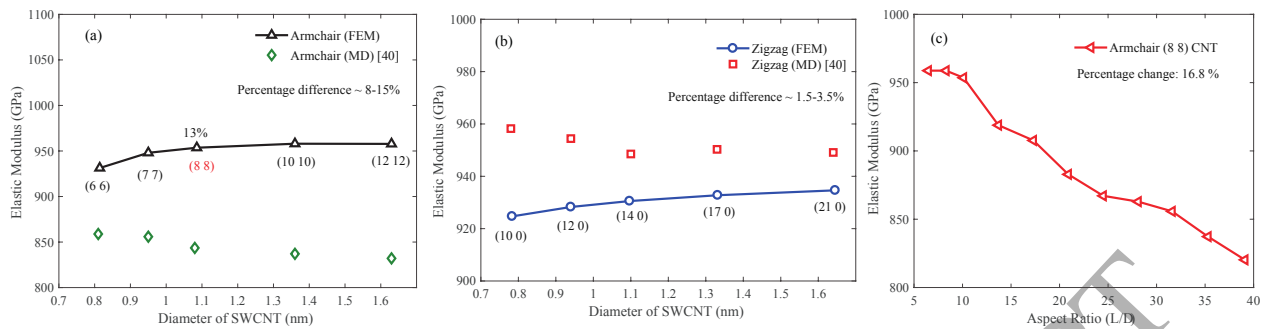 1100
1050
1000
950
900
850
800
Elastic Modulus (GPa)
(a)
Armchair (FEM)
Armchair (MD) [40]
Percentage difference ~ 8-15%
13%
(6 6)
(7 7)
(8 8)
(10 10)
(12 12)
0.7 0.8 0.9 1 1.1 1.2 1.3 1.4 1.5 1.6
Diameter of SWCNT (nm)
1000
980
960
940
920
900
Elastic Modulus (GPa)
(b)
Zigzag (FEM)
Zigzag (MD) [40]
Percentage difference ~ 1.5-3.5%
(10 0)
(12 0)
(14 0)
(17 0)
(21 0)
0.7 0.8 0.9 1 1.1 1.2 1.3 1.4 1.5 1.6
Diameter of SWCNT (nm)
1000
950
900
850
800
Elastic Modulus (GPa)
(c)
Armchair (8 8) CNT
Percentage change: 16.8 %
5 10 15 20 25 30 35 40
Aspect Ratio (L/D)